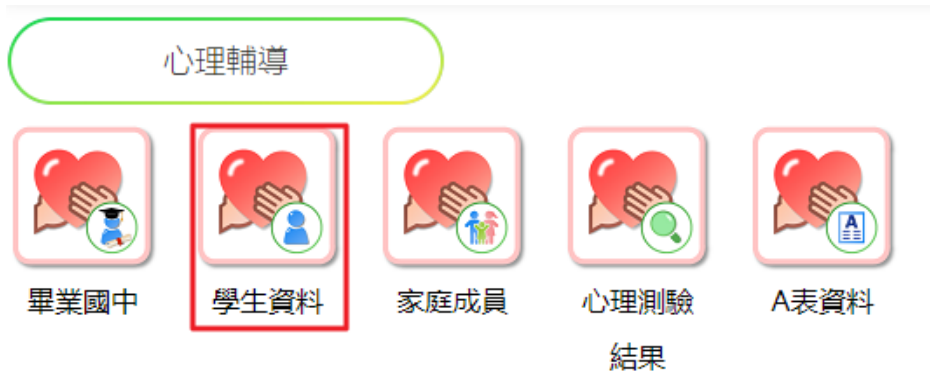 心理輔導
畢業國中
學生資料
家庭成員
心理測驗
結果
A表資料